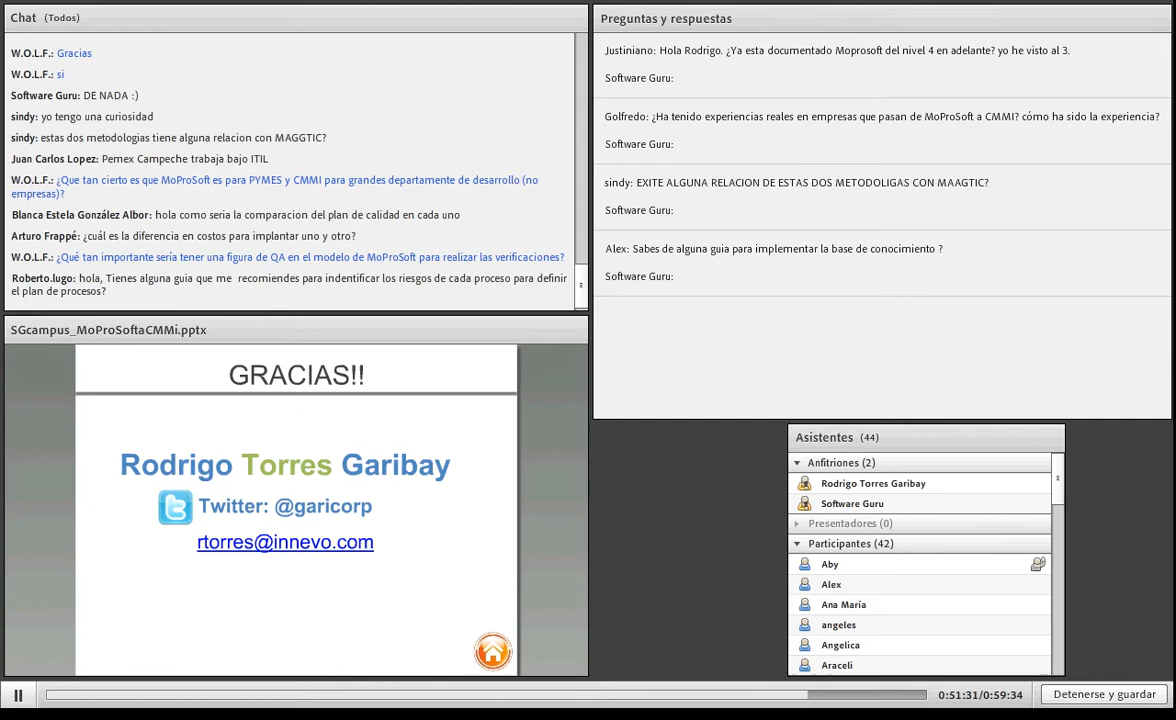 Chat (Todos)
W.O.L.F.: Gracias
W.O.L.F.: si
Software Guru: DE NADA :)
sindy: yo tengo una curiosidad
sindy: estas dos metodologias tiene alguna relacion con MAGGTIC?
Juan Carlos Lopez: Pemex Campeche trabaja bajo ITIL
W.O.L.F.: ¿Que tan cierto es que MoProSoft es para PYMES y CMMI para grandes departamente de desarrollo (no
empresas)?
Blanca Estela González Albor: hola como seria la comparacion del plan de calidad en cada uno
Arturo Frappé: ¿cuál es la diferencia en costos para implantar uno y otro?
W.O.L.F.: ¿Qué tan importante sería tener una figura de QA en el modelo de MoProSoft para realizar las verificaciones?
Roberto.lugo: hola, Tienes alguna guia que me recomiendes para indentificar los riesgos de cada proceso para definir
el plan de procesos?
Preguntas y respuestas
Justiniano: Hola Rodrigo. ¿Ya esta documentado Moprosoft del nivel 4 en adelante? yo he visto al 3.
Software Guru:
Golfredo: ¿Ha tenido experiencias reales en empresas que pasan de MoProSoft a CMMI? cómo ha sido la experiencia?
Software Guru:
sindy: EXITE ALGUNA RELACION DE ESTAS DOS METODOLIGAS CON MAAGTIC?
Software Guru:
Alex: Sabes de alguna guia para implementar la base de conocimiento ?
Software Guru:
SGcampus_MoProSoftaCMMi.pptx
GRACIAS!!
Rodrigo Torres Garibay
Twitter: @garicorp
rtorres@innevo.com
Asistentes (44)
Anfitriones (2)
Rodrigo Torres Garibay
Software Guru
Presentadores (0)
Participantes (42)
Aby
Alex
Ana María
angeles
Angelica
Araceli
0:51:31/0:59:34
Detenerse y guardar